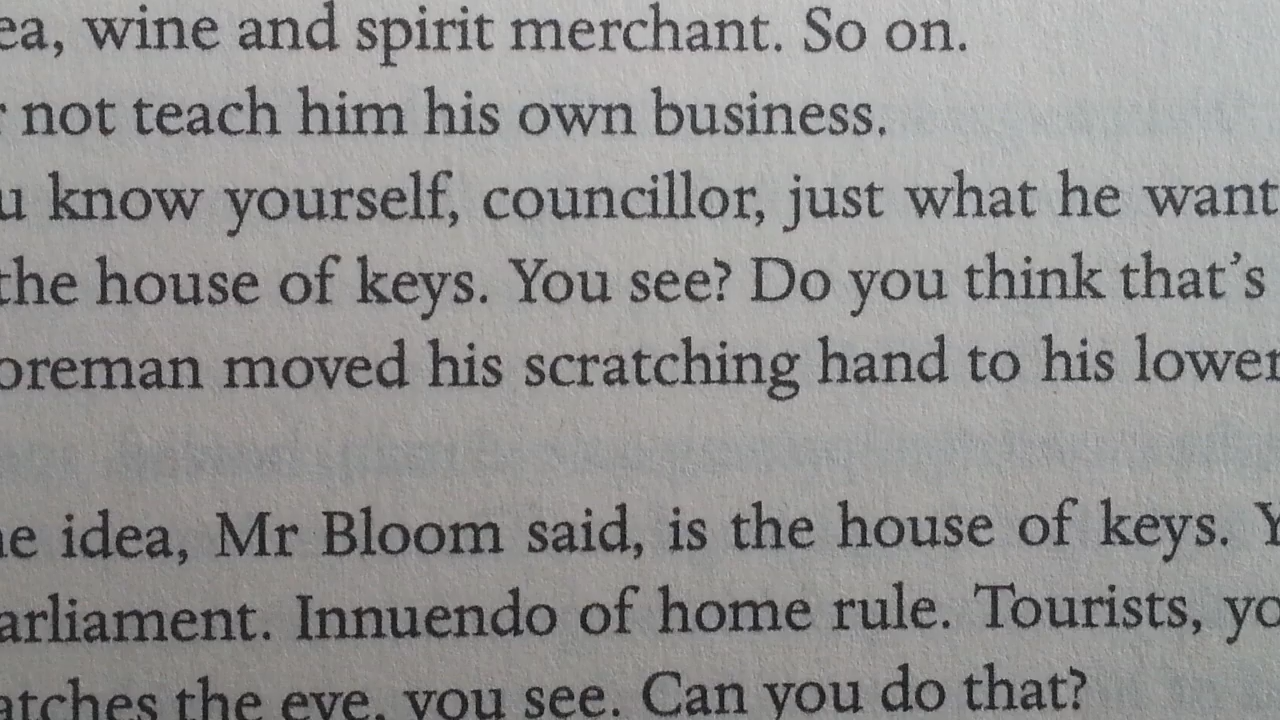 ea, wine and spirit merchant. So on.
not teach him his own business.
u know yourself, councillor, just what he want
the house of keys. You see? Do you think that's
oreman moved his scratching hand to his lower
e idea, Mr Bloom said, is the house of keys. Y
arliament. Innuendo of home rule. Tourists, yo
atches the eye, you see. Can you do that?